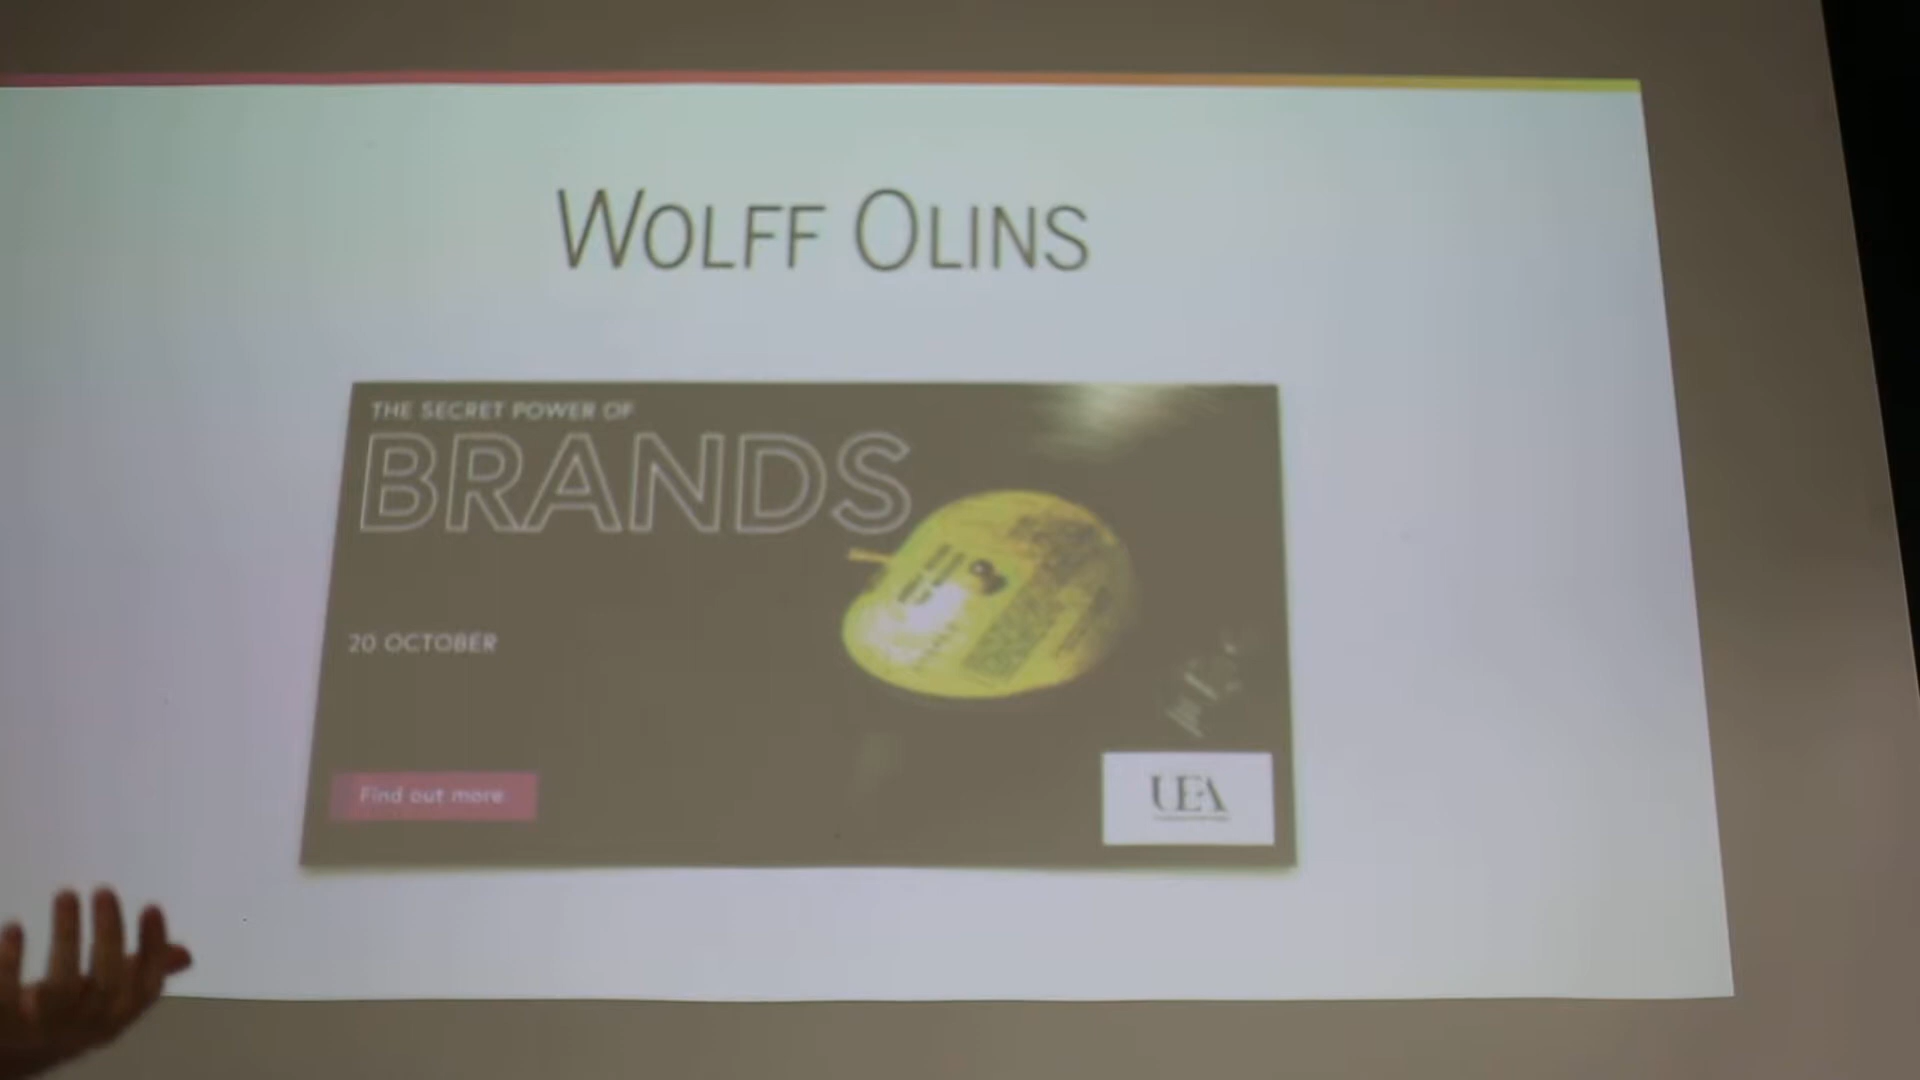 WOLFF OLINS
THE SECRET POWER OF
BRANDS
20 OCTOBER
Find out more
UEA